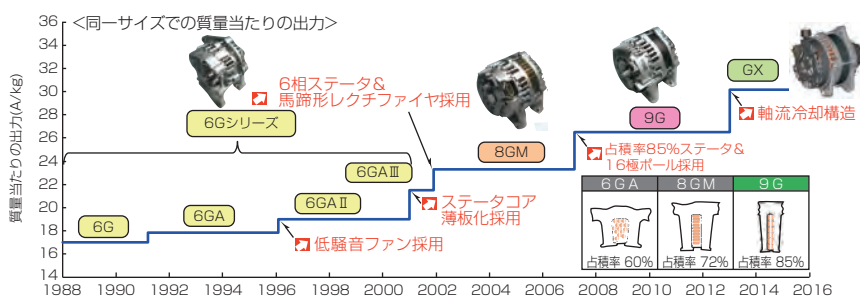 ＜同一サイズでの質量当たりの出力＞
質量当たりの出力(A/kg)
36
34
32
30
28
26
24
22
20
18
16
14
1988
1990
1992
1994
1996
1998
2000
2002
2004
2006
2008
2010
2012
2014
2016
6G
6GA
6GAⅡ
6GAⅢ
6Gシリーズ
8GM
9G
GX
低騒音ファン採用
ステータコア
薄板化採用
6相ステータ＆
馬蹄形レクチファイヤ採用
占積率85％ステータ＆
16極ポール採用
軸流冷却構造
6GA
8GM
9G
占積率 60%
占積率 72%
占積率 85%